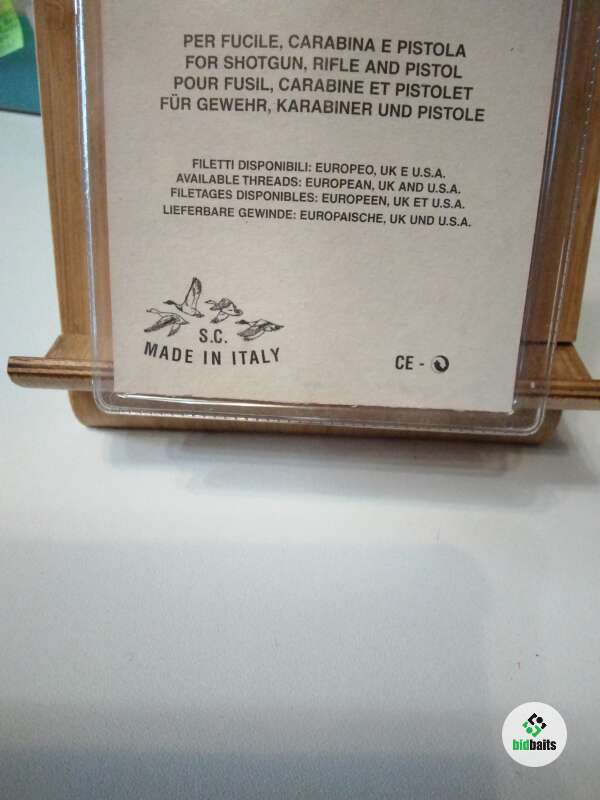 PER FUCILE, CARABINA E PISTOLA
FOR SHOTGUN, RIFLE AND PISTOL
POUR FUSIL, CARABINE ET PISTOLET
FÜR GEWEHR, KARABINER UND PISTOLE
FILETTI DISPONIBILI: EUROPEO, UK E U.S.A.
AVAILABLE THREADS: EUROPEAN, UK AND U.S.A.
FILETAGES DISPONIBLES: EUROPEEN, UK ET U.S.A.
LIEFERBARE GEWINDE: EUROPAISCHE, UK UND U.S.A.
S.C.
MADE IN ITALY
CE -
bidbaits